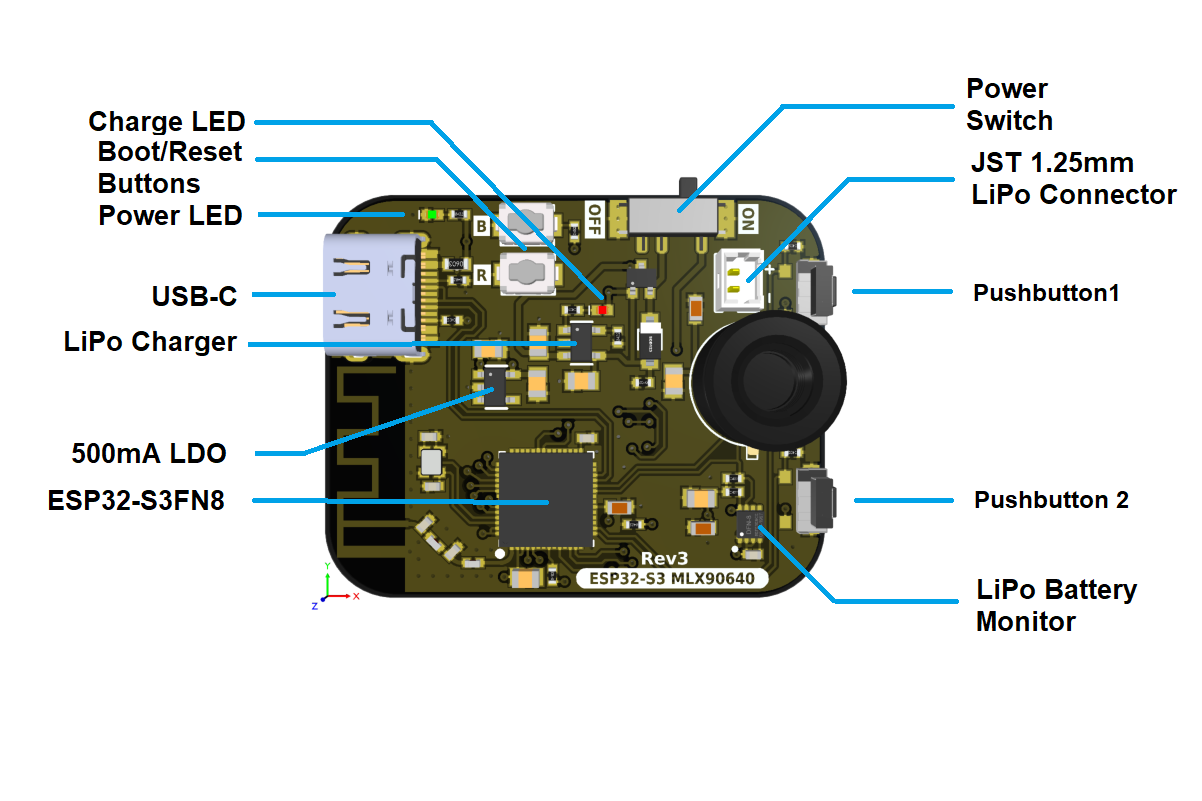 Charge LED
Boot/Reset
Buttons
Power LED
USB-C
LiPo Charger
500mA LDO
ESP32-S3FN8
Power
Switch
JST 1.25mm
LiPo Connector
Pushbutton1
Pushbutton 2
LiPo Battery
Monitor
B
R
OFF
ON
+
-
Rev3
ESP32-S3 MLX90640
Y
X
Z